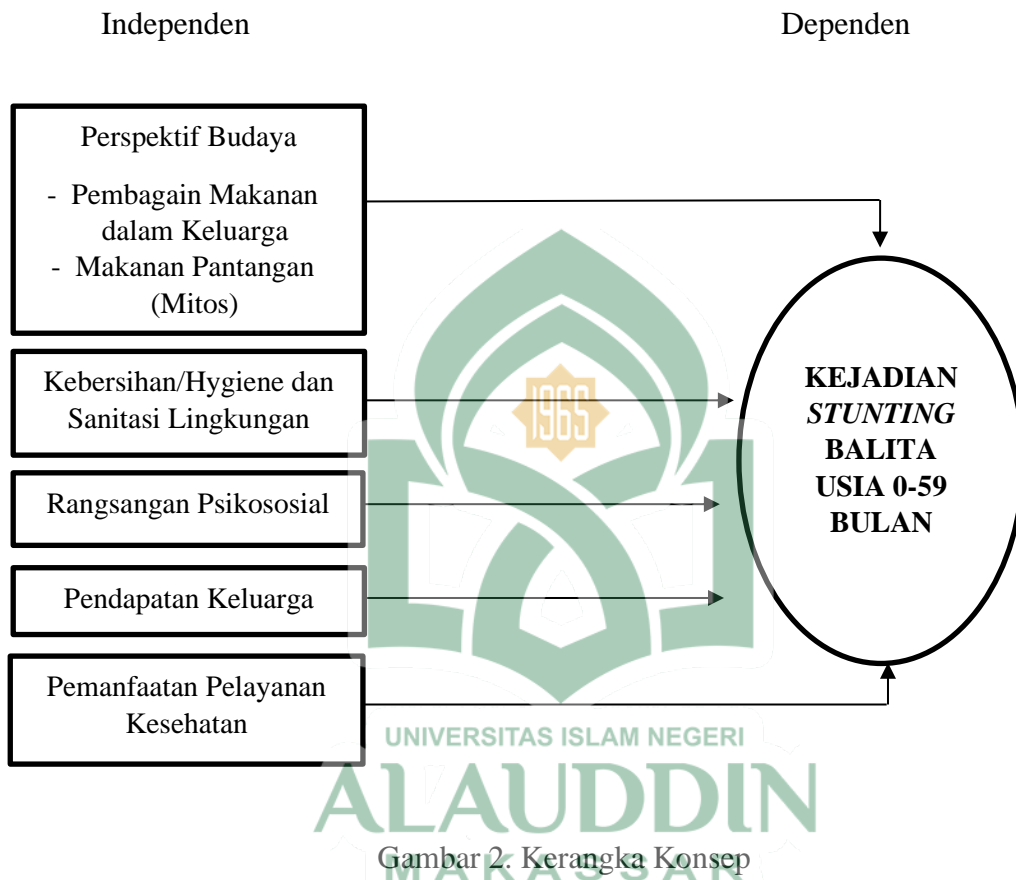 Independen
Dependen
Perspektif Budaya
- Pembagain Makanan
dalam Keluarga
- Makanan Pantangan
(Mitos)
Kebersihan/Hygiene dan
Sanitasi Lingkungan
Rangsangan Psikososial
Pendapatan Keluarga
Pemanfaatan Pelayanan
Kesehatan
KEJADIAN
STUNTING
BALITA
USIA 0-59
BULAN
1965
UNIVERSITAS ISLAM NEGERI
ALAUDDIN
Gambar 2. Kerangka Konsep
MAKASSAR